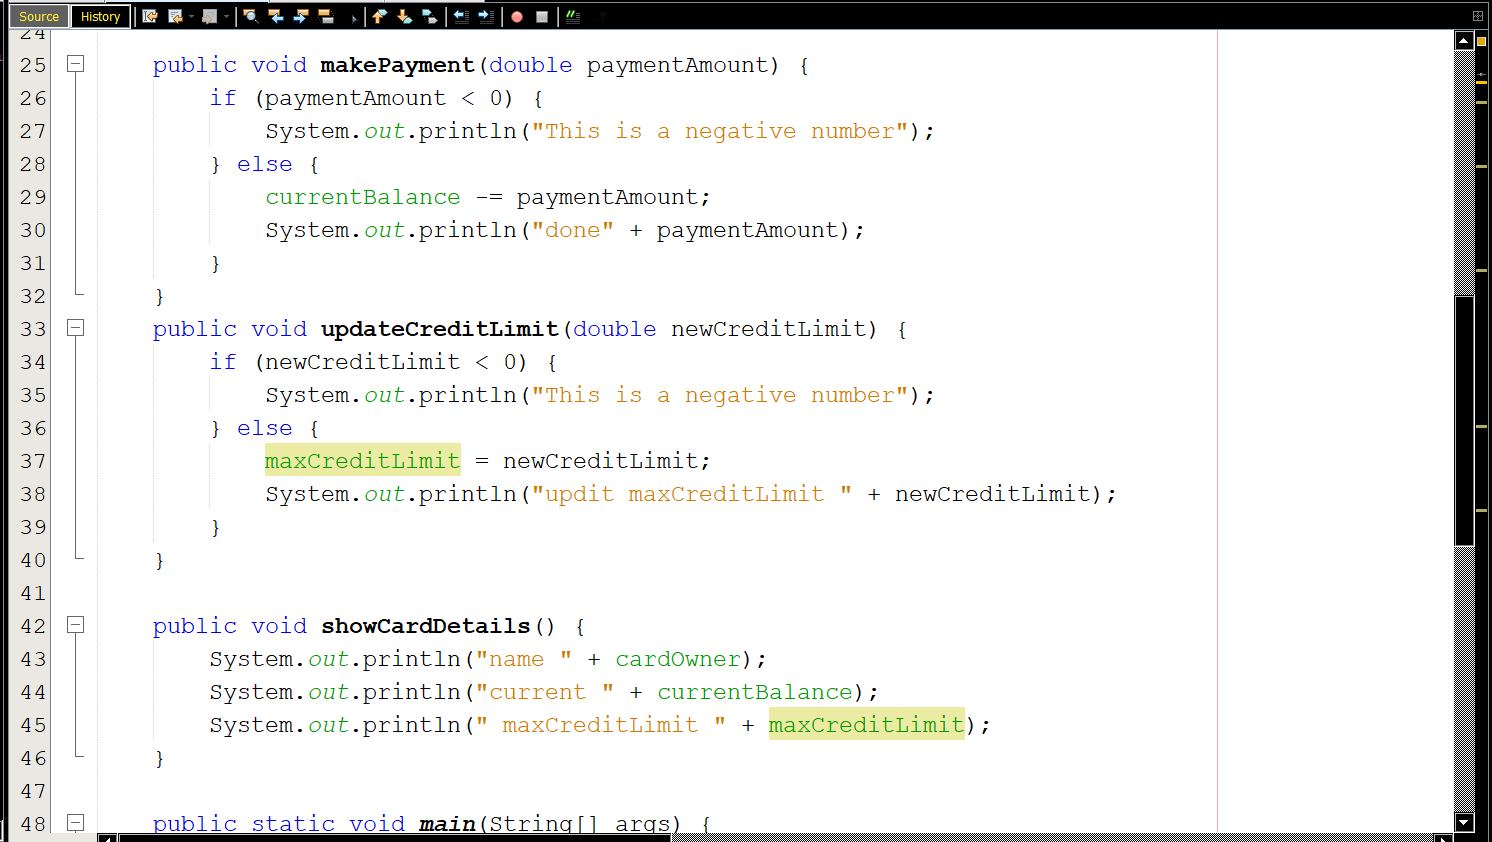 Source History
24
25 public void makePayment(double paymentAmount) {
26 if (paymentAmount < 0) {
27 System.out.println("This is a negative number");
28 } else {
29 currentBalance -= paymentAmount;
30 System.out.println("done" + paymentAmount);
31 }
32 }
33 public void updateCreditLimit(double newCreditLimit) {
34 if (newCreditLimit < 0) {
35 System.out.println("This is a negative number");
36 } else {
37 maxCreditLimit = newCreditLimit;
38 System.out.println("updit maxCreditLimit " + newCreditLimit);
39 }
40 }
41
42 public void showCardDetails() {
43 System.out.println("name " + cardOwner);
44 System.out.println("current " + currentBalance);
45 System.out.println(" maxCreditLimit " + maxCreditLimit);
46 }
47
48 public static void main(String[] args) {